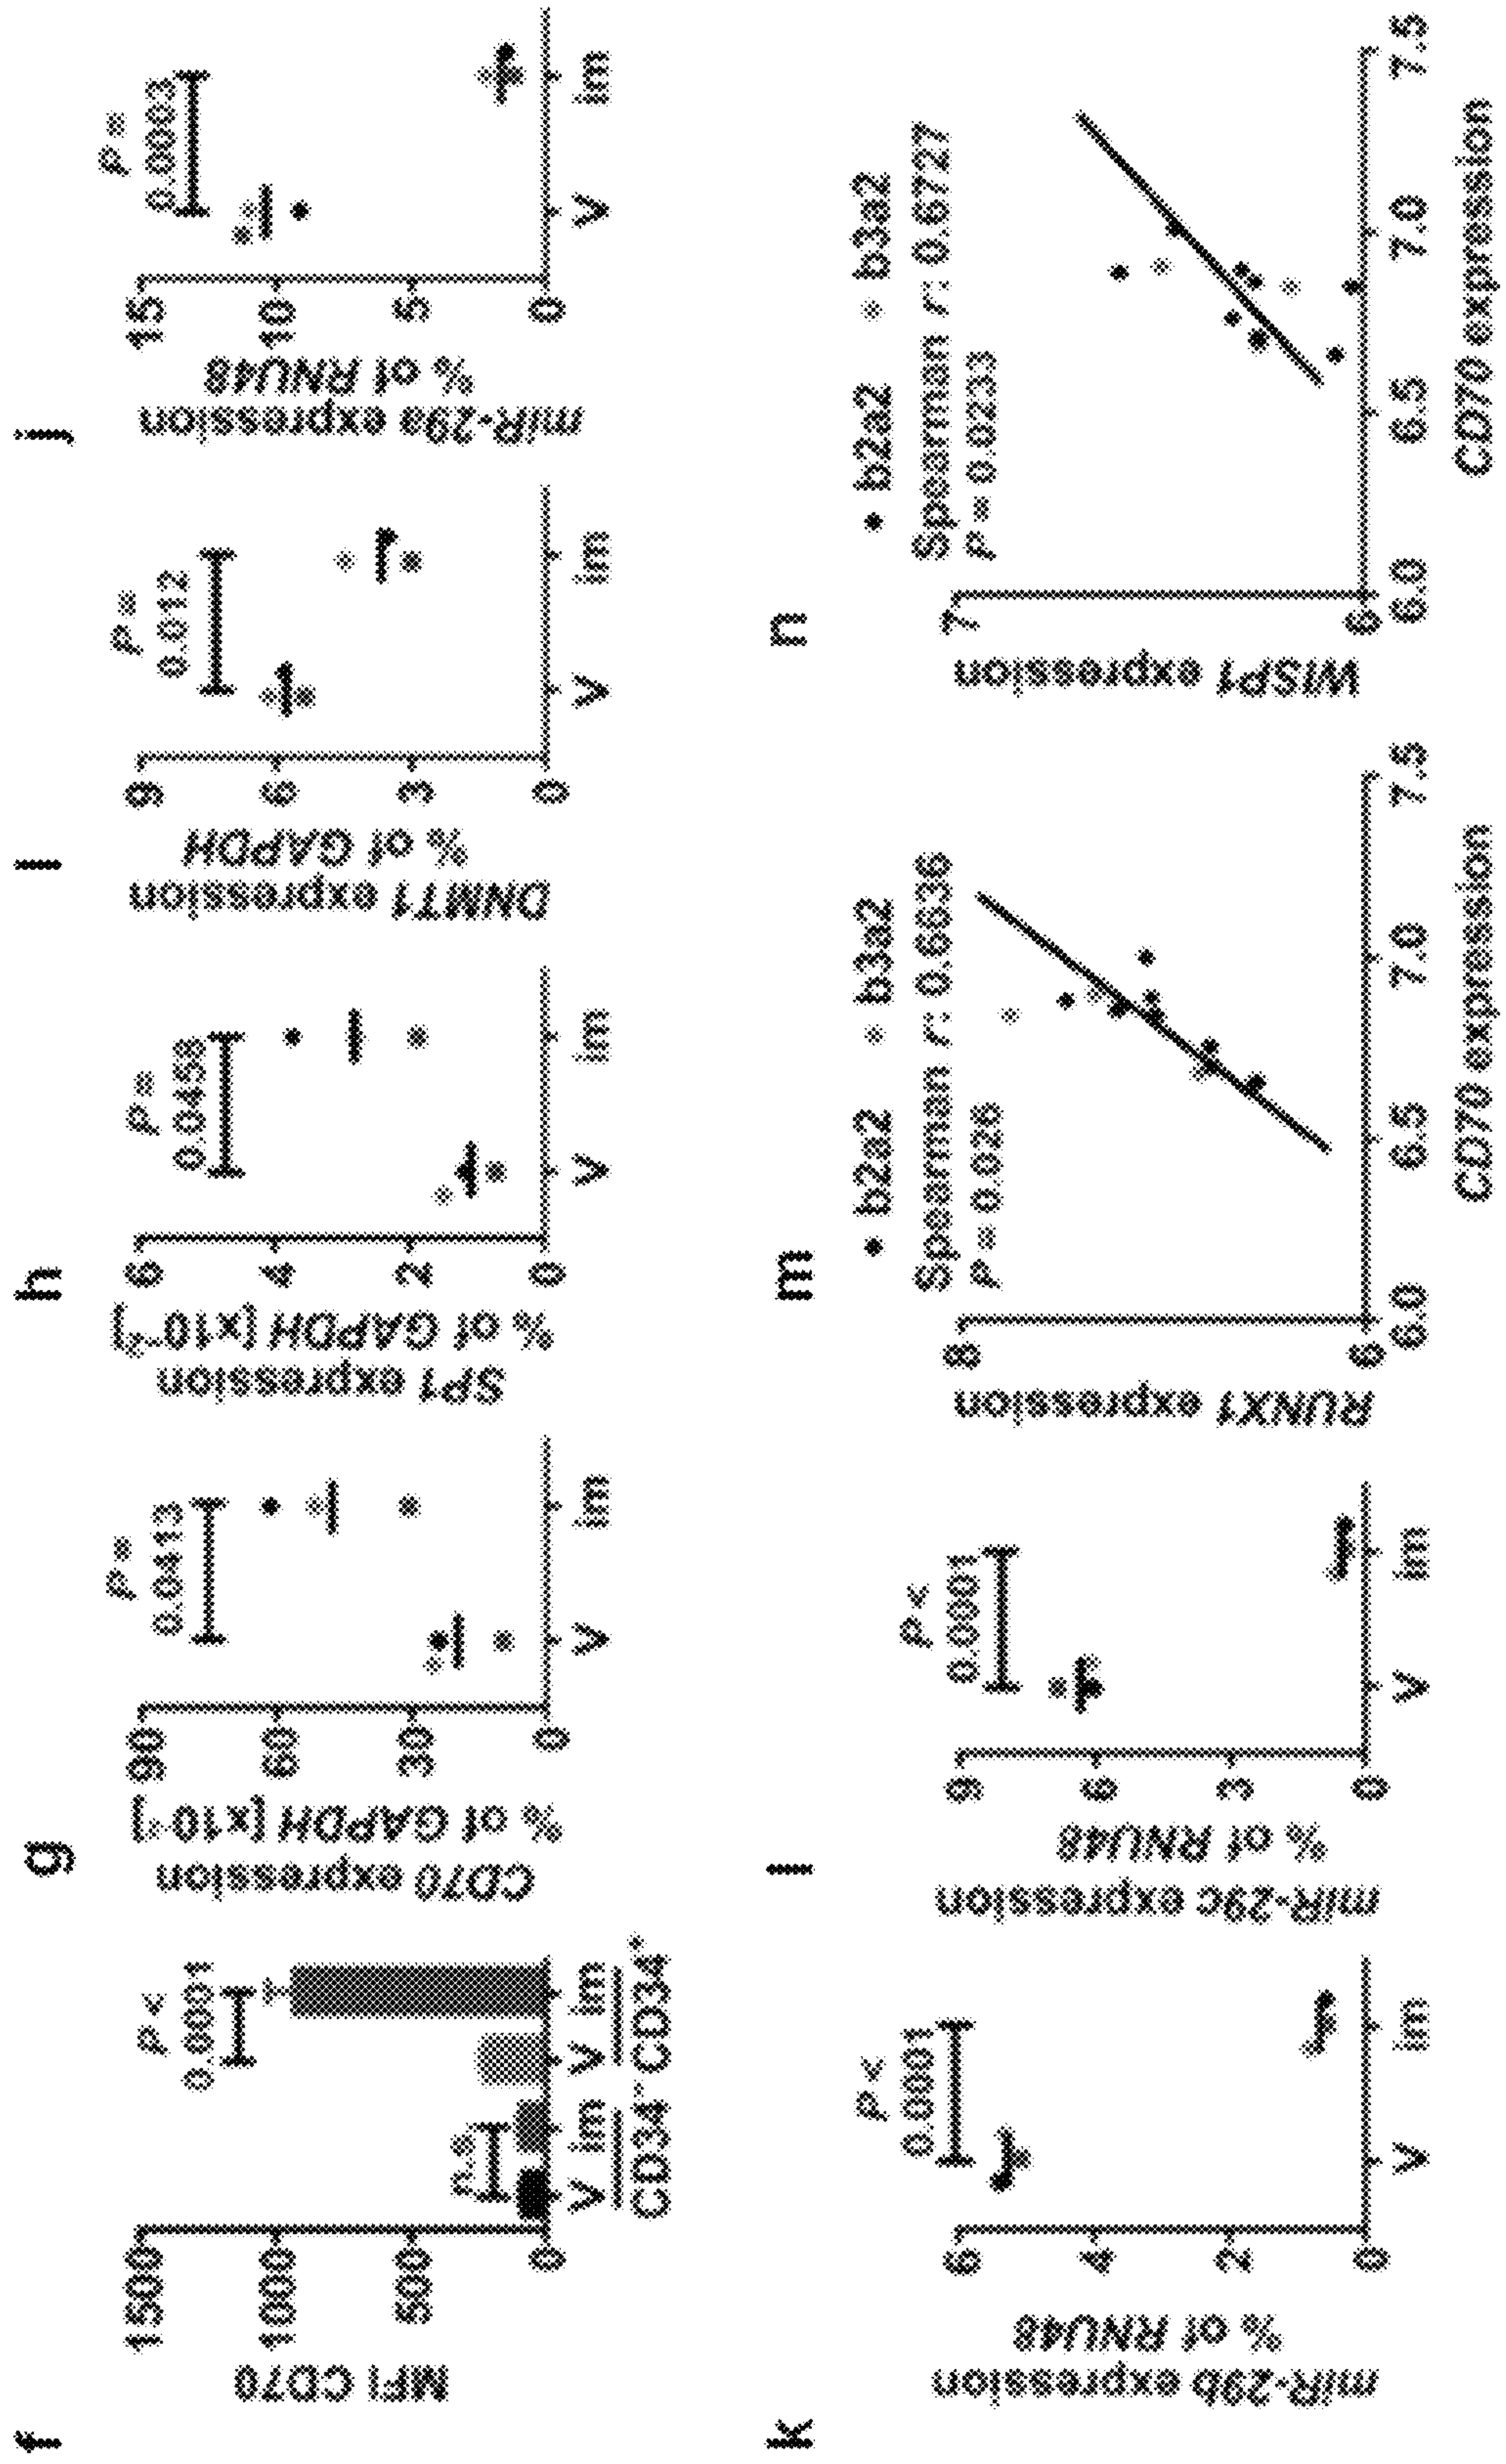 f
MFI CD70
1500
1000
500
0
P <
0.0001
n.s
V im V im
CD34⁻ CD34⁺
g
CD70 expression
% of GAPDH
90
60
30
0
P =
0.0413
V im
h
SP1 expression
% of GAPDH
6
4
2
0
P =
0.0458
V im
I
DNMT1 expression
% of GAPDH
9
6
3
0
P =
0.012
V im
j
miR-29a expression
% of RNU48
15
10
5
0
P =
0.0003
V im
k
miR-29b expression
% of RNU48
6
4
2
0
P <
0.0001
V im
l
miR-29c expression
% of RNU48
9
6
3
0
P <
0.0001
V im
m
RUNX1 expression
8
6
b2a2 b3a2
Spearman r: 0.6636
P = 0.026
6.0 6.5 7.0 7.5
CD70 expression
n
WISP1 expression
7
6
b2a2 b3a2
Spearman r: 0.6727
P = 0.0233
6.0 6.5 7.0 7.5
CD70 expression